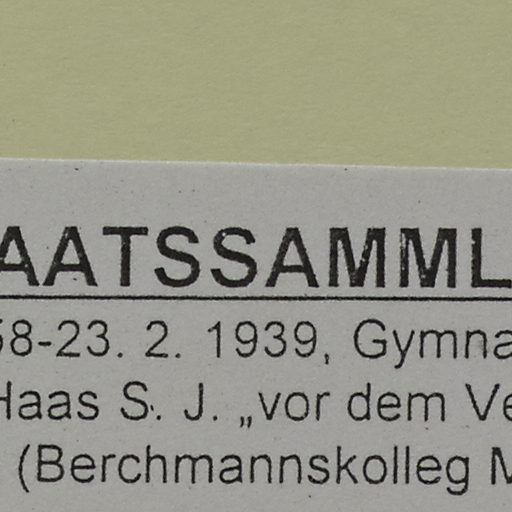 AATSSAMML
58-23. 2. 1939, Gymna
Haas S. J. „vor dem Ve
(Berchmannskolleg M